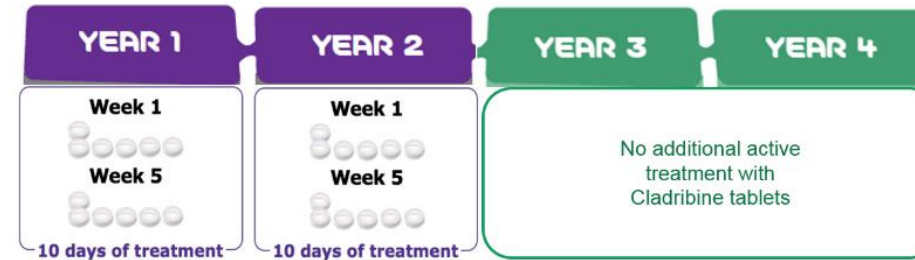 YEAR 1
YEAR 2
YEAR 3
YEAR 4
Week 1
Week 5
10 days of treatment
Week 1
Week 5
10 days of treatment
No additional active
treatment with
Cladribine tablets